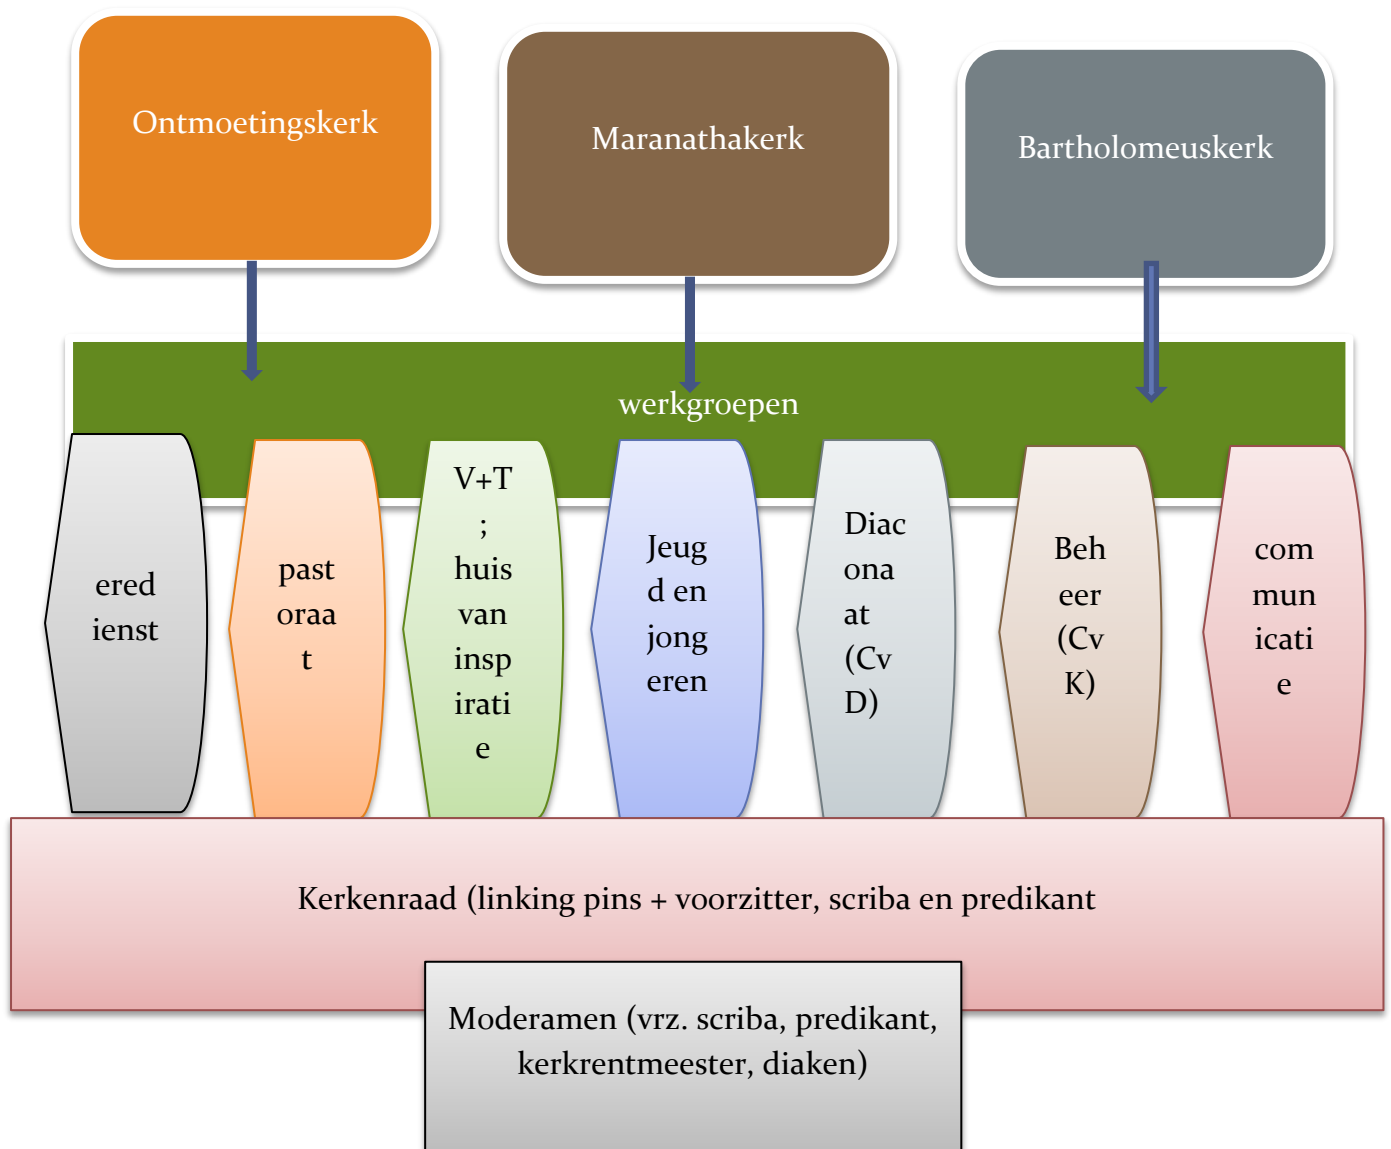 Ontmoetingskerk
Maranathakerk
Bartholomeuskerk
werkgroepen
ered
ienst
past
oraa
t
V+T
;
huis
van
insp
irati
e
Jeug
d en
jong
eren
Diac
ona
at
(Cv
D)
Beh
eer
(Cv
K)
com
mun
icati
e
Kerkenraad (linking pins + voorzitter, scriba en predikant
Moderamen (vrz. scriba, predikant,
kerkrentmeester, diaken)